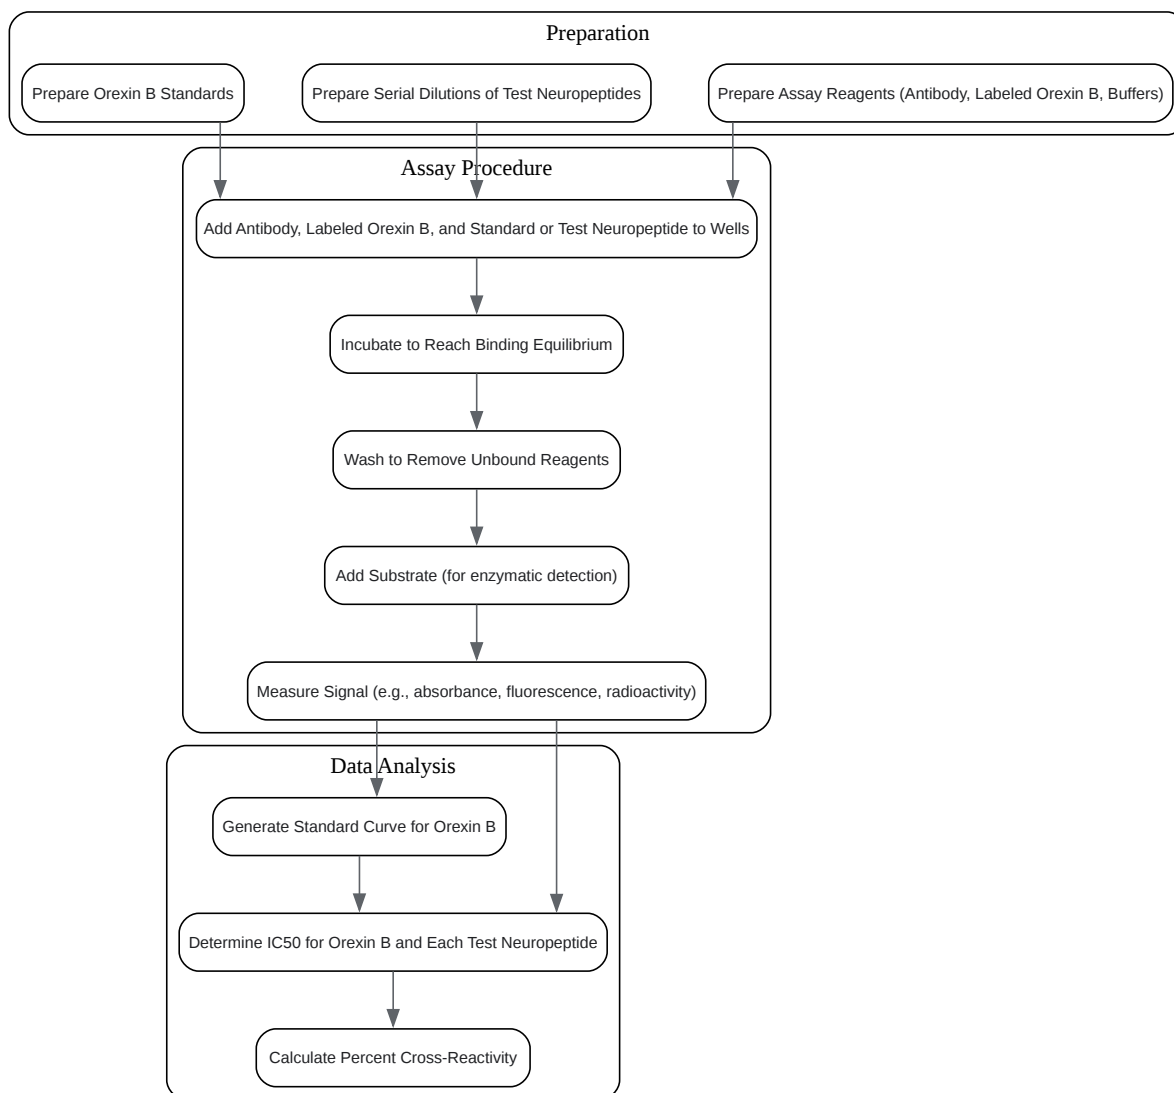 Preparation
Prepare Orexin B Standards
Prepare Serial Dilutions of Test Neuropeptides
Prepare Assay Reagents (Antibody, Labeled Orexin B, Buffers)
Assay Procedure
Add Antibody, Labeled Orexin B, and Standard or Test Neuropeptide to Wells
Incubate to Reach Binding Equilibrium
Wash to Remove Unbound Reagents
Add Substrate (for enzymatic detection)
Measure Signal (e.g., absorbance, fluorescence, radioactivity)
Data Analysis
Generate Standard Curve for Orexin B
Determine IC50 for Orexin B and Each Test Neuropeptide
Calculate Percent Cross-Reactivity